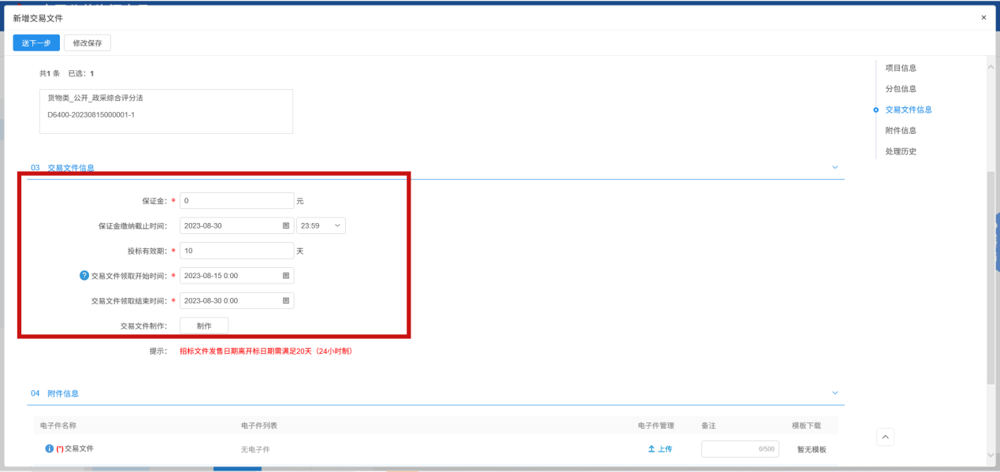 新增交易文件 ×
送下一步 修改保存
共1 条 已选：1
货物类_公开_政采综合评分法
D6400-20230815000001-1
项目信息
分包信息
交易文件信息
附件信息
处理历史
03 交易文件信息
保证金：* 0 元
保证金缴纳截止时间： 2023-08-30 23:59
投标有效期：* 10 天
? 交易文件领取开始时间：* 2023-08-15 0:00
交易文件领取结束时间：* 2023-08-30 0:00
交易文件制作： 制作
提示： 招标文件发售日期离开标日期需满足20天（24小时制）
04 附件信息
电子件名称 电子件列表 电子件管理 备注 模板下载
(*)交易文件 无电子件 上传 0/500 暂无模板